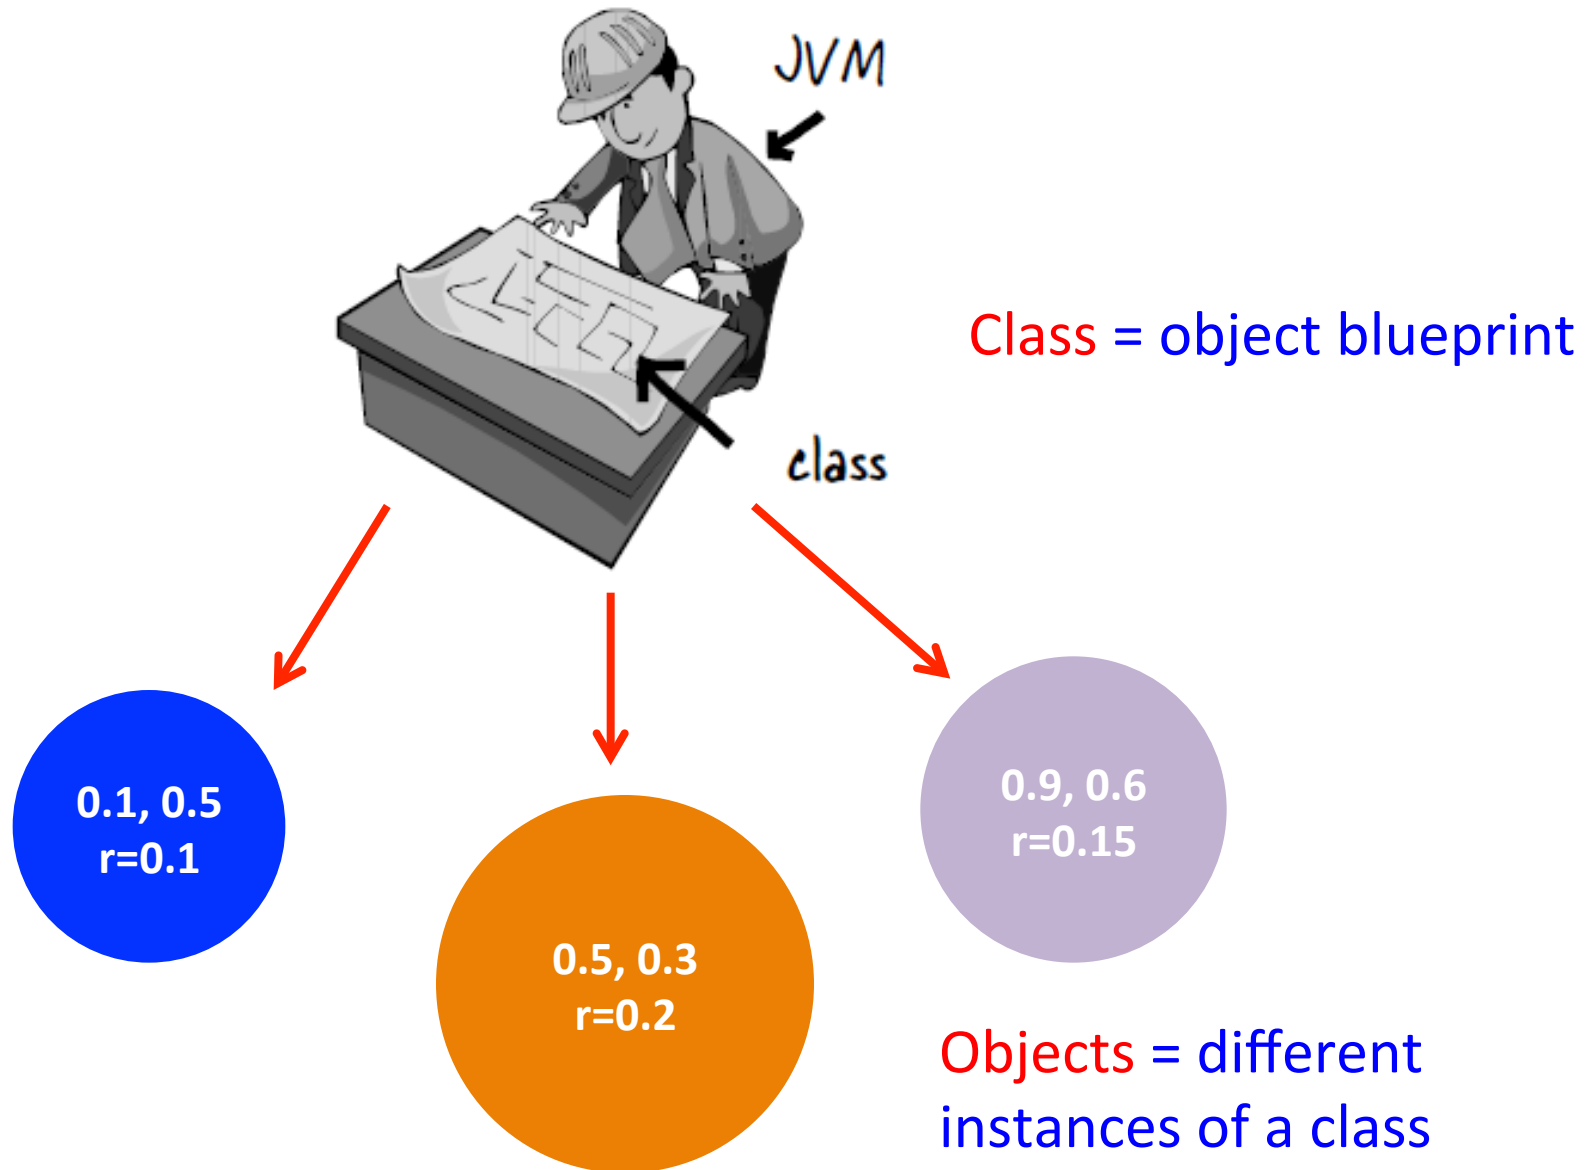 JVM
Class = object blueprint
class
0.1, 0.5
r=0.1
0.9, 0.6
r=0.15
0.5, 0.3
r=0.2
Objects = different
instances of a class